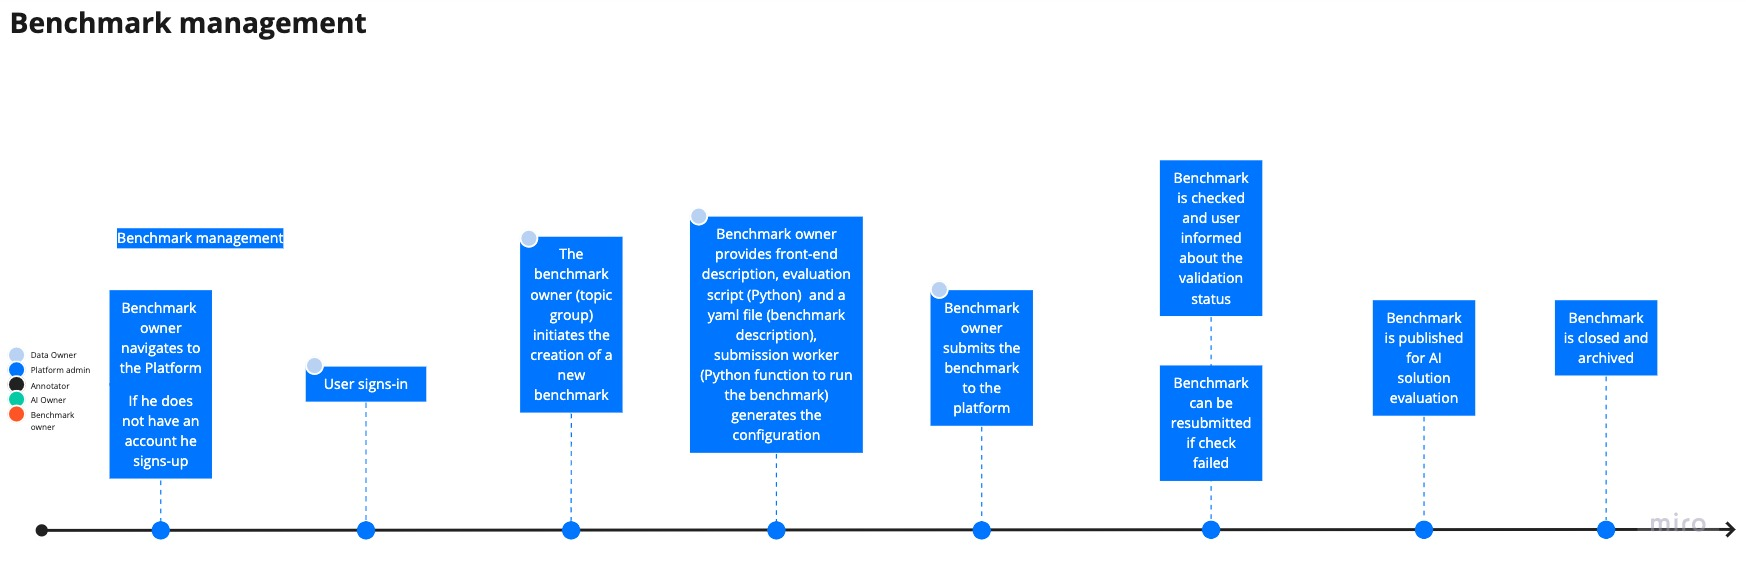 Benchmark management
Benchmark management
Data Owner
Platform admin
Annotator
AI Owner
Benchmark
owner
Benchmark
owner
navigates to
the Platform
If he does
not have an
account he
signs-up
User signs-in
The
benchmark
owner (topic
group)
initiates the
creation of a
new
benchmark
Benchmark owner
provides front-end
description, evaluation
script (Python)  and a
yaml file (benchmark
description),
submission worker
(Python function to run
the benchmark)
generates the
configuration
Benchmark
owner
submits the
benchmark
to the
platform
Benchmark
is checked
and user
informed
about the
validation
status
Benchmark
can be
resubmitted
if check
failed
Benchmark
is published
for AI
solution
evaluation
Benchmark
is closed and
archived
miro